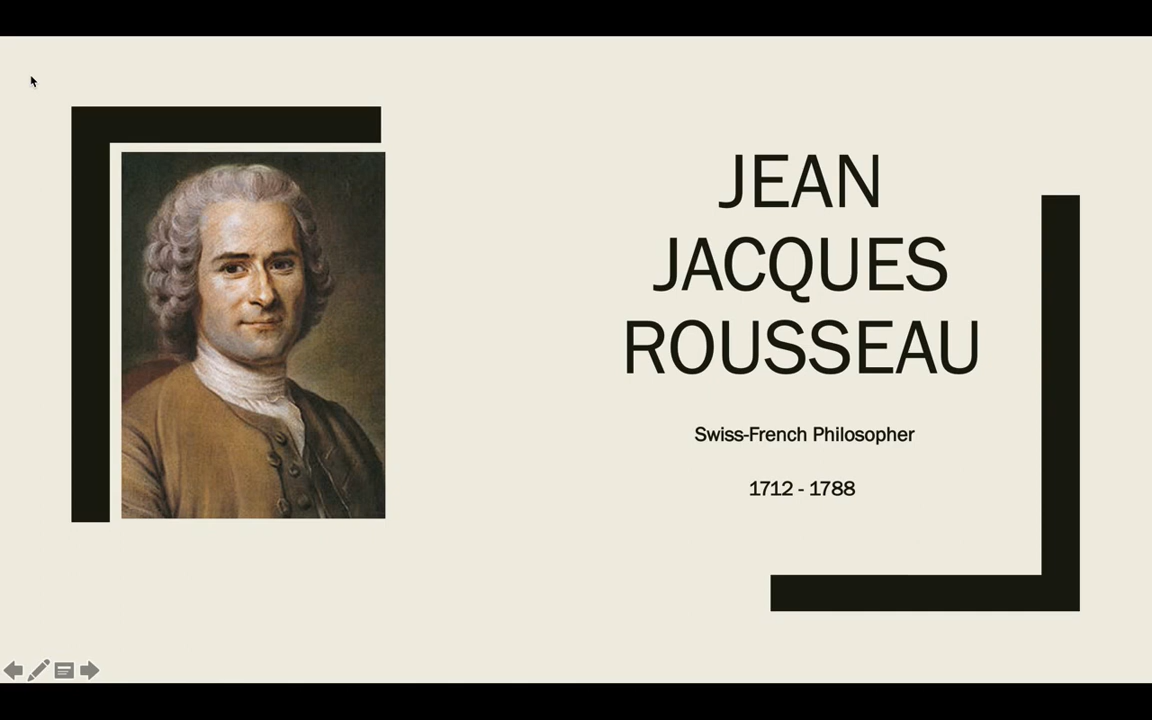 JEAN
JACQUES
ROUSSEAU
Swiss-French Philosopher
1712 - 1788